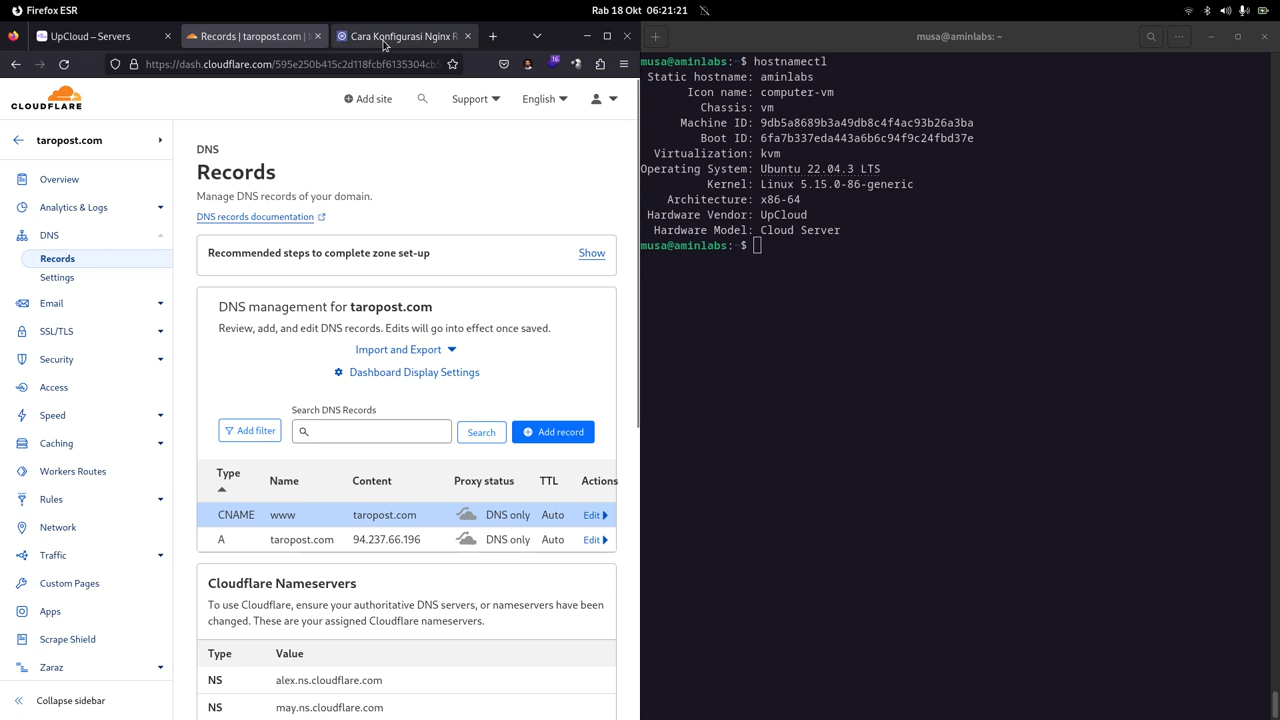 Firefox ESR
Rab 18 Okt 06:21:21
UpCloud – Servers
Records | taropost.com |
Cara Konfigurasi Nginx R
https://dash.cloudflare.com/595e250b415c2d118fcbf6135304cb
16
CLOUDFLARE
Add site
Support
English
taropost.com
Overview
Analytics & Logs
DNS
Records
Settings
Email
SSL/TLS
Security
Access
Speed
Caching
Workers Routes
Rules
Network
Traffic
Custom Pages
Apps
Scrape Shield
Zaraz
Collapse sidebar
DNS
Records
Manage DNS records of your domain.
DNS records documentation
Recommended steps to complete zone set-up
Show
DNS management for taropost.com
Review, add, and edit DNS records. Edits will go into effect once saved.
Import and Export
Dashboard Display Settings
Search DNS Records
Add filter
Search
Add record
Type Name Content Proxy status TTL Actions
CNAME www taropost.com DNS only Auto Edit
A taropost.com 94.237.66.196 DNS only Auto Edit
Cloudflare Nameservers
To use Cloudflare, ensure your authoritative DNS servers, or nameservers have been
changed. These are your assigned Cloudflare nameservers.
Type Value
NS alex.ns.cloudflare.com
NS may.ns.cloudflare.com
musa@aminlabs: ~
musa@aminlabs:~$ hostnamectl
Static hostname: aminlabs
Icon name: computer-vm
Chassis: vm
Machine ID: 9db5a8689b3a49db8c4f4ac93b26a3ba
Boot ID: 6fa7b337eda443a6b6c94f9c24fbd37e
Virtualization: kvm
Operating System: Ubuntu 22.04.3 LTS
Kernel: Linux 5.15.0-86-generic
Architecture: x86-64
Hardware Vendor: UpCloud
Hardware Model: Cloud Server
musa@aminlabs:~$